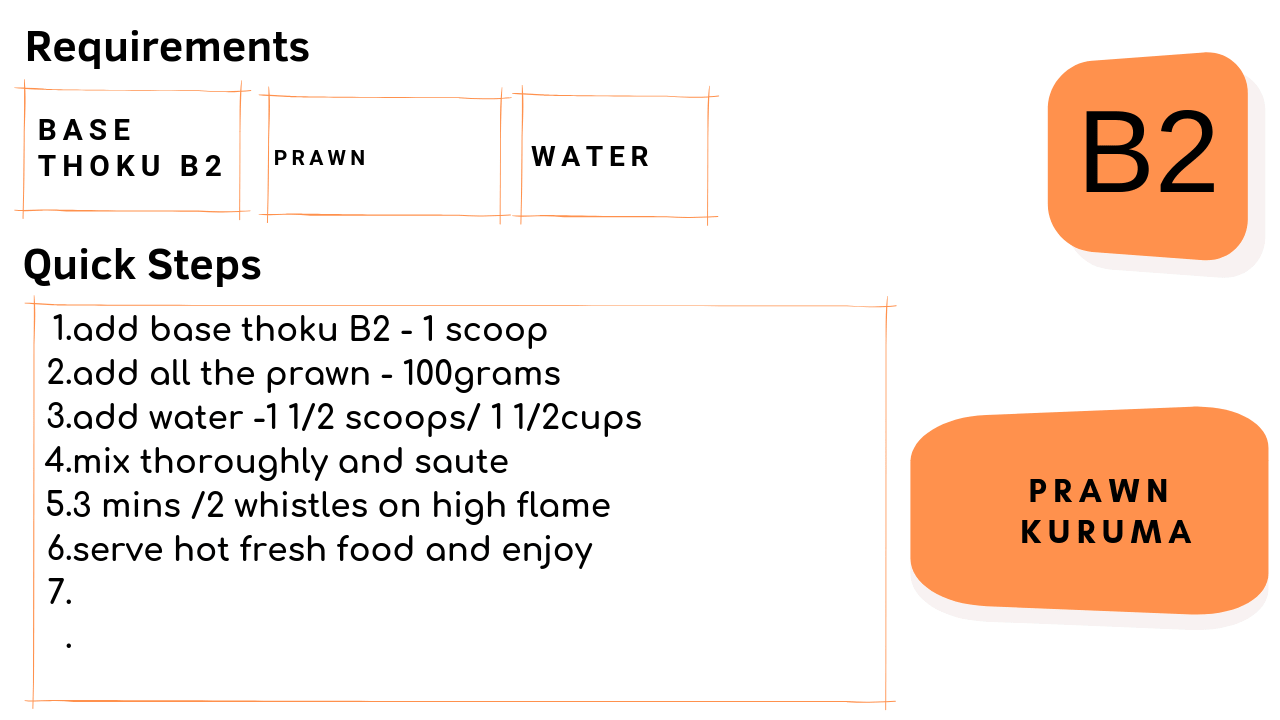 Requirements
BASE
THOKU B2
PRAWN
WATER
B2
Quick Steps
1.add base thoku B2 - 1 scoop
2.add all the prawn - 100grams
3.add water -1 1/2 scoops/ 1 1/2cups
4.mix thoroughly and saute
5.3 mins /2 whistles on high flame
6.serve hot fresh food and enjoy
7.
.
PRAWN
KURUMA